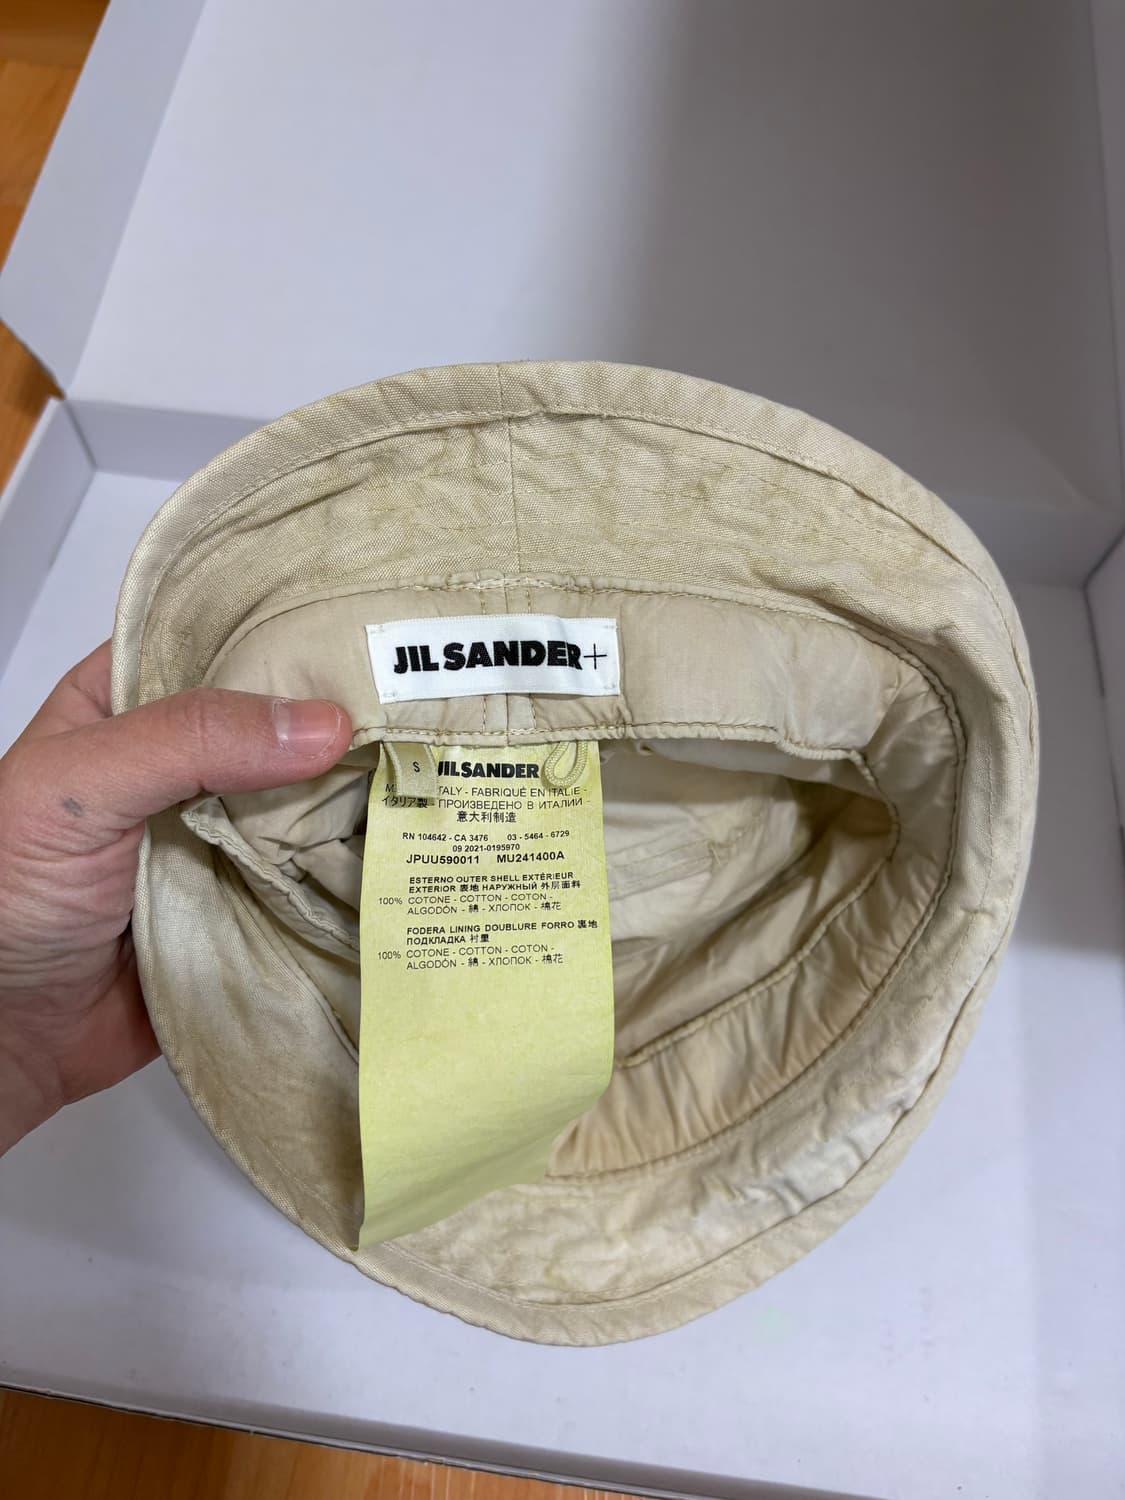 JIL SANDER+
S
JIL SANDER
ITALY - FABRIQUÉ EN ITALIE -
イタリア製 - ПРОИЗВЕДЕНО В ИТАЛИИ -
意大利制造
RN 104642 - CA 3476 03 - 5464 - 6729
09 2021-0195970
JPUU590011 MU241400A
ESTERNO OUTER SHELL EXTÉRIEUR
EXTERIOR 表地 НАРУЖНЫЙ 外层面料
100% COTONE - COTTON - COTON -
ALGODÓN - 綿 - ХЛОПОК - 棉花
FODERA LINING DOUBLURE FORRO 裏地
ПОДКЛАДКА 衬里
100% COTONE - COTTON - COTON -
ALGODÓN - 綿 - ХЛОПОК - 棉花